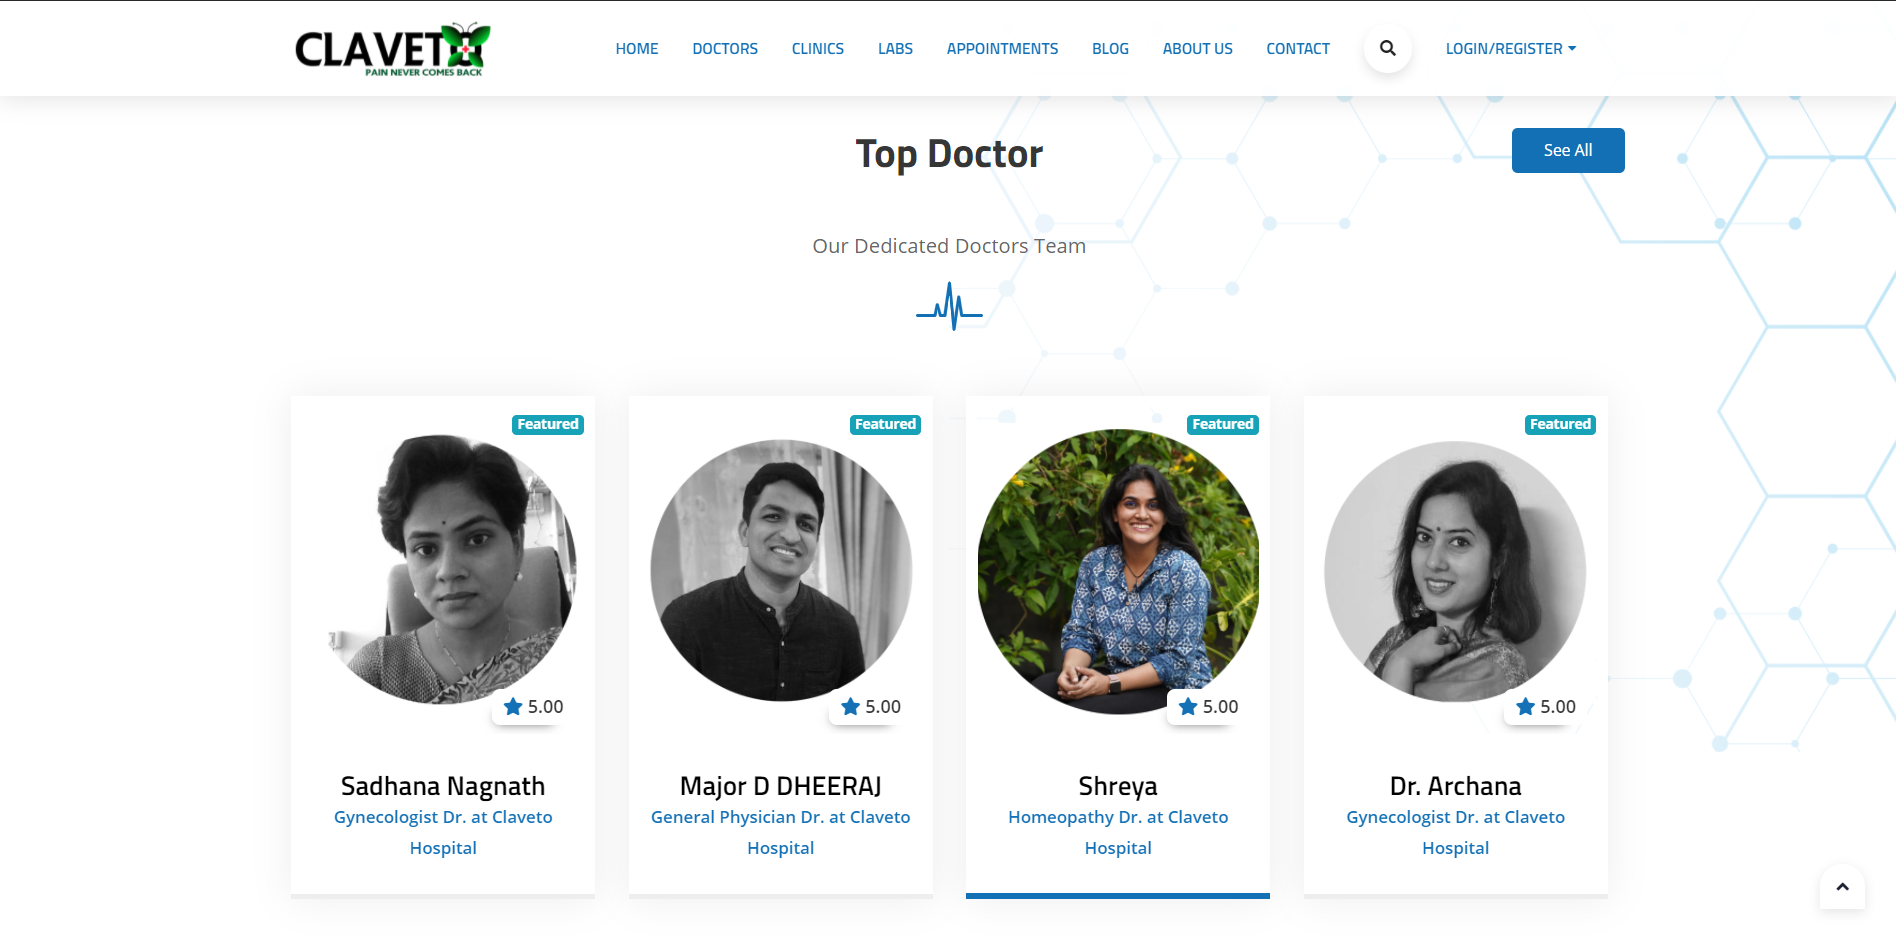 CLAVETO
PAIN NEVER COMES BACK
HOME DOCTORS CLINICS LABS APPOINTMENTS BLOG ABOUT US CONTACT LOGIN/REGISTER
Top Doctor
See All
Our Dedicated Doctors Team
Featured
5.00
Sadhana Nagnath
Gynecologist Dr. at Claveto
Hospital
Featured
5.00
Major D DHEERAJ
General Physician Dr. at Claveto
Hospital
Featured
5.00
Shreya
Homeopathy Dr. at Claveto
Hospital
Featured
5.00
Dr. Archana
Gynecologist Dr. at Claveto
Hospital